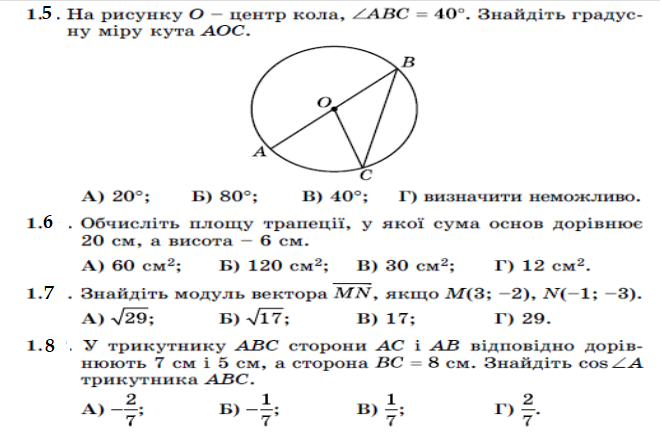 1.5. На рисунку O – центр кола, ∠ABC = 40°. Знайдіть градус-
ну міру кута AOC.
B
O
A
C
А) 20°; Б) 80°; В) 40°; Г) визначити неможливо.
1.6 . Обчисліть площу трапеції, у якої сума основ дорівнює
20 см, а висота – 6 см.
А) 60 см²; Б) 120 см²; В) 30 см²; Г) 12 см².
1.7 . Знайдіть модуль вектора \overline{MN}, якщо M(3; −2), N(−1; −3).
А) √29; Б) √17; В) 17; Г) 29.
1.8 . У трикутнику ABC сторони AC і AB відповідно дорів-
нюють 7 см і 5 см, а сторона BC = 8 см. Знайдіть cos∠A
трикутника ABC.
А) −2/7; Б) −1/7; В) 1/7; Г) 2/7.